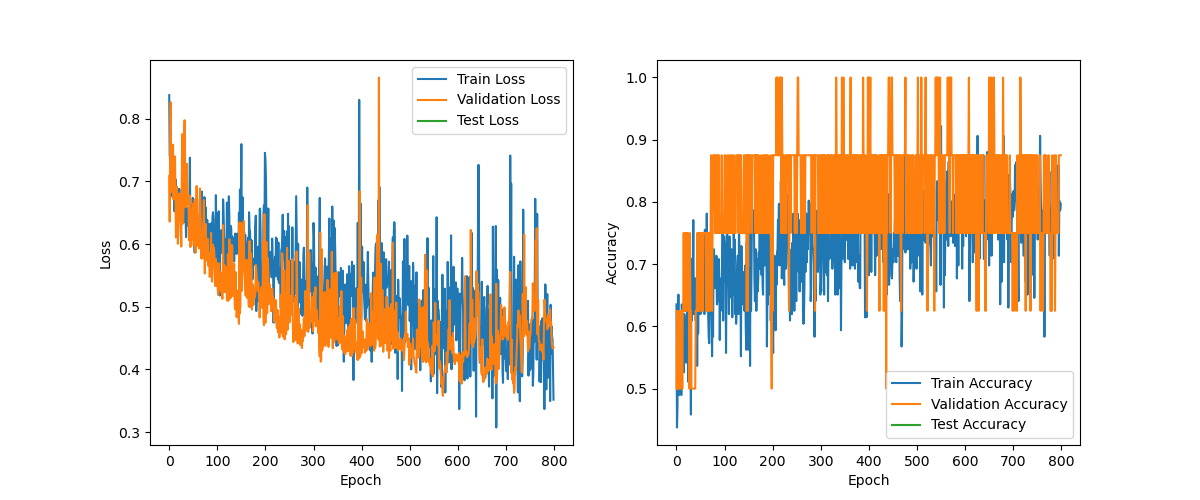 Train Loss
Validation Loss
Test Loss
0.8
0.7
0.6
0.5
0.4
0.3
Loss
0 100 200 300 400 500 600 700 800
Epoch
1.0
0.9
0.8
0.7
0.6
0.5
Accuracy
Train Accuracy
Validation Accuracy
Test Accuracy
0 100 200 300 400 500 600 700 800
Epoch